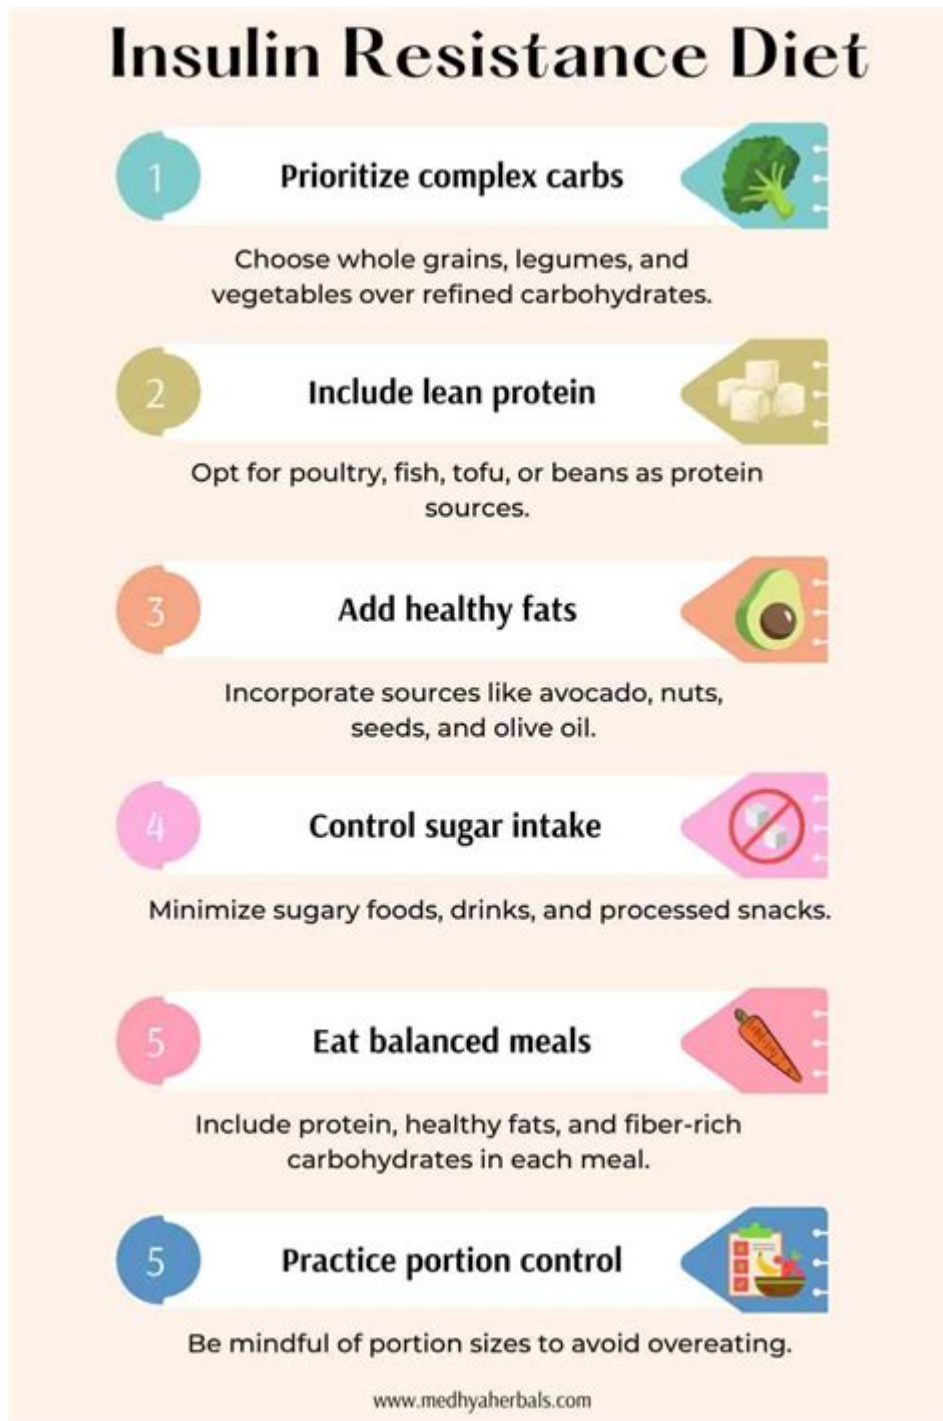 Insulin Resistance Diet
1
Prioritize complex carbs
Choose whole grains, legumes, and
vegetables over refined carbohydrates.
2
Include lean protein
Opt for poultry, fish, tofu, or beans as protein
sources.
3
Add healthy fats
Incorporate sources like avocado, nuts,
seeds, and olive oil.
4
Control sugar intake
Minimize sugary foods, drinks, and processed snacks.
5
Eat balanced meals
Include protein, healthy fats, and fiber-rich
carbohydrates in each meal.
5
Practice portion control
Be mindful of portion sizes to avoid overeating.
www.medhyaherbals.com